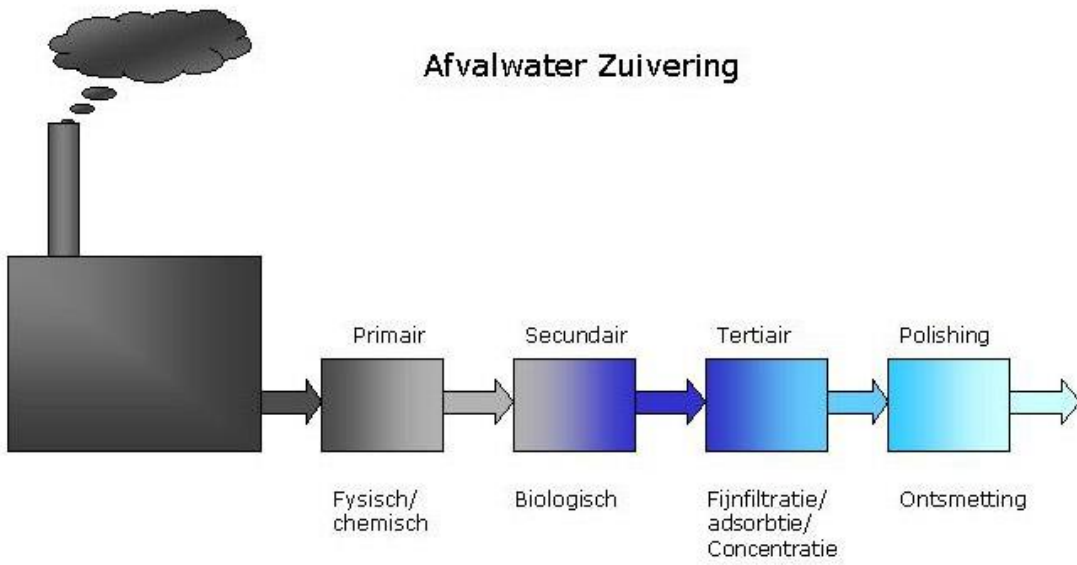 Afvalwater Zuivering
Primair
Secundair
Tertiair
Polishing
Fysisch/
chemisch
Biologisch
Fijnfiltratie/
adsorbtie/
Concentratie
Ontsmetting